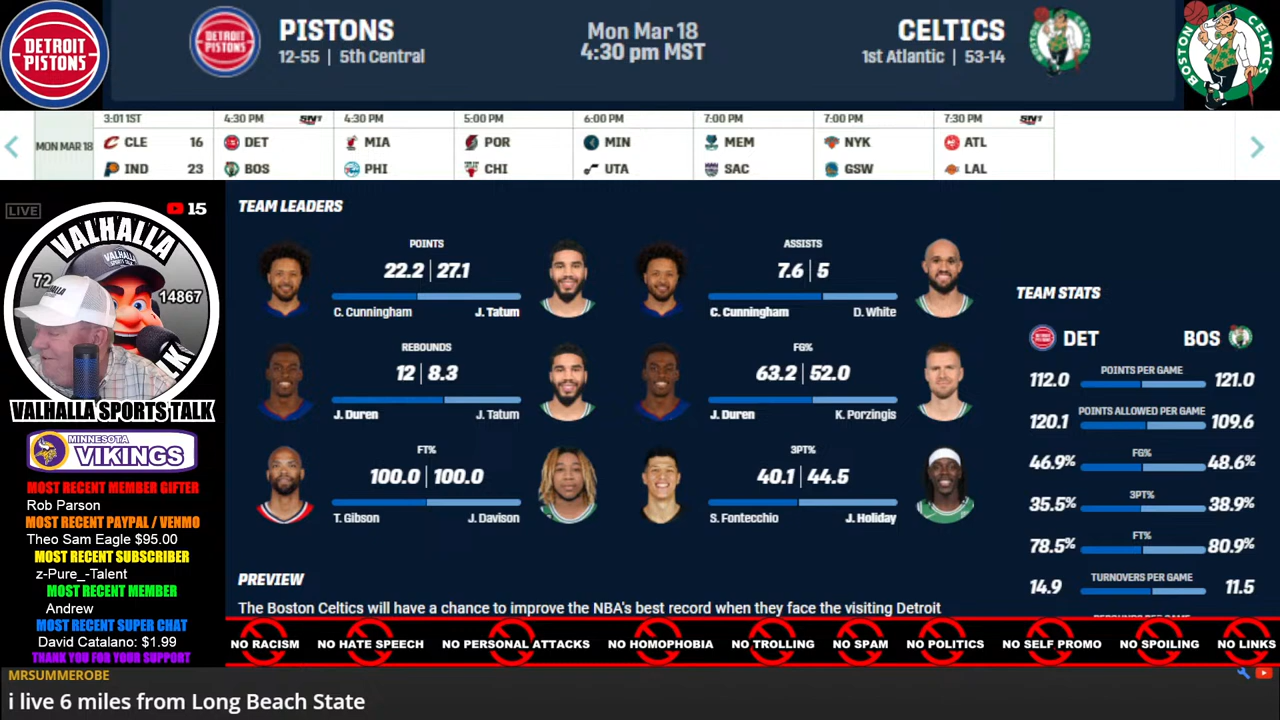 DETROIT
PISTONS
PISTONS
12-55 | 5th Central
Mon Mar 18
4:30 pm MST
CELTICS
1st Atlantic | 53-14
BOSTON
CELTICS
MON MAR 18
3:01 1ST
CLE 16
IND 23
4:30 PM
DET
BOS
4:30 PM
MIA
PHI
5:00 PM
POR
CHI
6:00 PM
MIN
UTA
7:00 PM
MEM
SAC
7:00 PM
NYK
GSW
7:30 PM
ATL
LAL
LIVE
15
VALHALLA
72
14867
VALHALLA SPORTS TALK
MINNESOTA
VIKINGS
MOST RECENT MEMBER GIFTER
Rob Parson
MOST RECENT PAYPAL / VENMO
Theo Sam Eagle $95.00
MOST RECENT SUBSCRIBER
z-Pure_-Talent
MOST RECENT MEMBER
Andrew
MOST RECENT SUPER CHAT
David Catalano: $1.99
THANK YOU FOR YOUR SUPPORT
TEAM LEADERS
POINTS
22.2 | 27.1
C. Cunningham J. Tatum
ASSISTS
7.6 | 5
C. Cunningham D. White
REBOUNDS
12 | 8.3
J. Duren J. Tatum
FG%
63.2 | 52.0
J. Duren K. Porzingis
FT%
100.0 | 100.0
T. Gibson J. Davison
3PT%
40.1 | 44.5
S. Fontecchio J. Holiday
TEAM STATS
DET BOS
POINTS PER GAME
112.0 121.0
POINTS ALLOWED PER GAME
120.1 109.6
FG%
46.9% 48.6%
3PT%
35.5% 38.9%
FT%
78.5% 80.9%
TURNOVERS PER GAME
14.9 11.5
PREVIEW
The Boston Celtics will have a chance to improve the NBA's best record when they face the visiting Detroit
NO RACISM NO HATE SPEECH NO PERSONAL ATTACKS NO HOMOPHOBIA NO TROLLING NO SPAM NO POLITICS NO SELF PROMO NO SPOILING NO LINKS
MRSUMMEROBE
i live 6 miles from Long Beach State